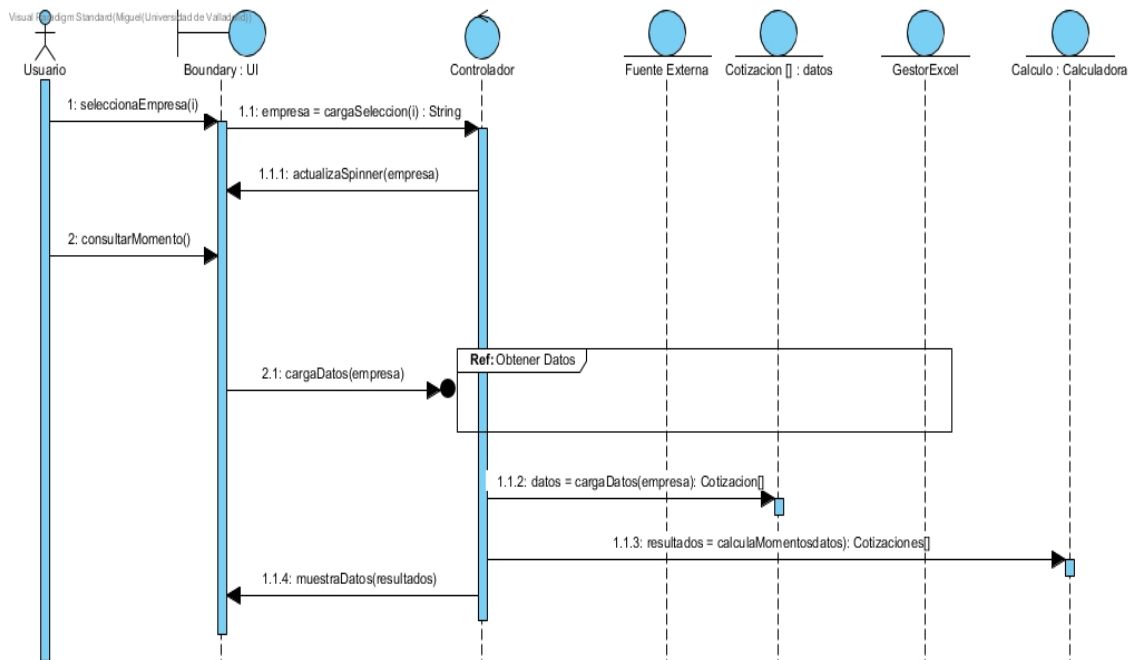 Visual Paradigm Standard(Miguel(Universidad de Valladolid))
Usuario
Boundary : UI
Controlador
Fuente Externa
Cotizacion [] : datos
GestorExcel
Calculo : Calculadora
1: seleccionaEmpresa(i)
1.1: empresa = cargaSeleccion(i) : String
1.1.1: actualizaSpinner(empresa)
2: consultarMomento()
Ref: Obtener Datos
2.1: cargaDatos(empresa)
1.1.2: datos = cargaDatos(empresa): Cotizacion[]
1.1.3: resultados = calculaMomentosdatos): Cotizaciones[]
1.1.4: muestraDatos(resultados)